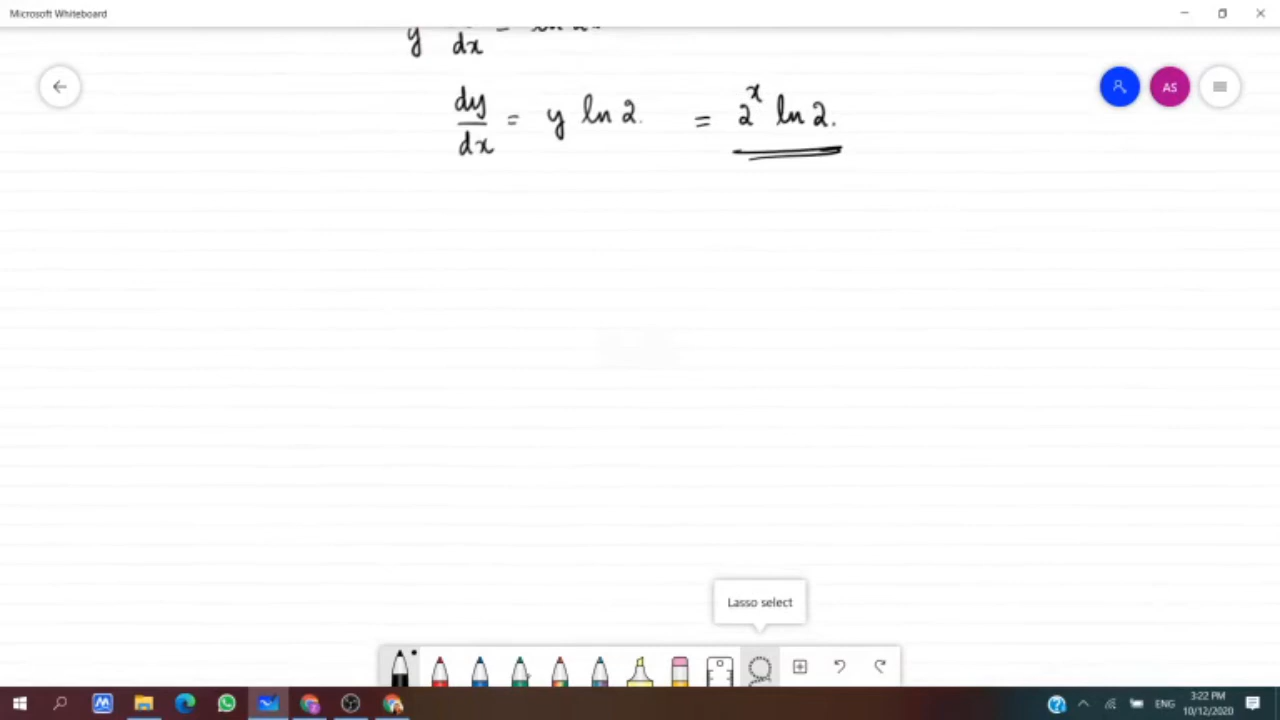 Microsoft Whiteboard
y dx =
AS
dy/dx = y ln 2. = 2^x ln 2.
Lasso select
ENG
3:22 PM
10/12/2020